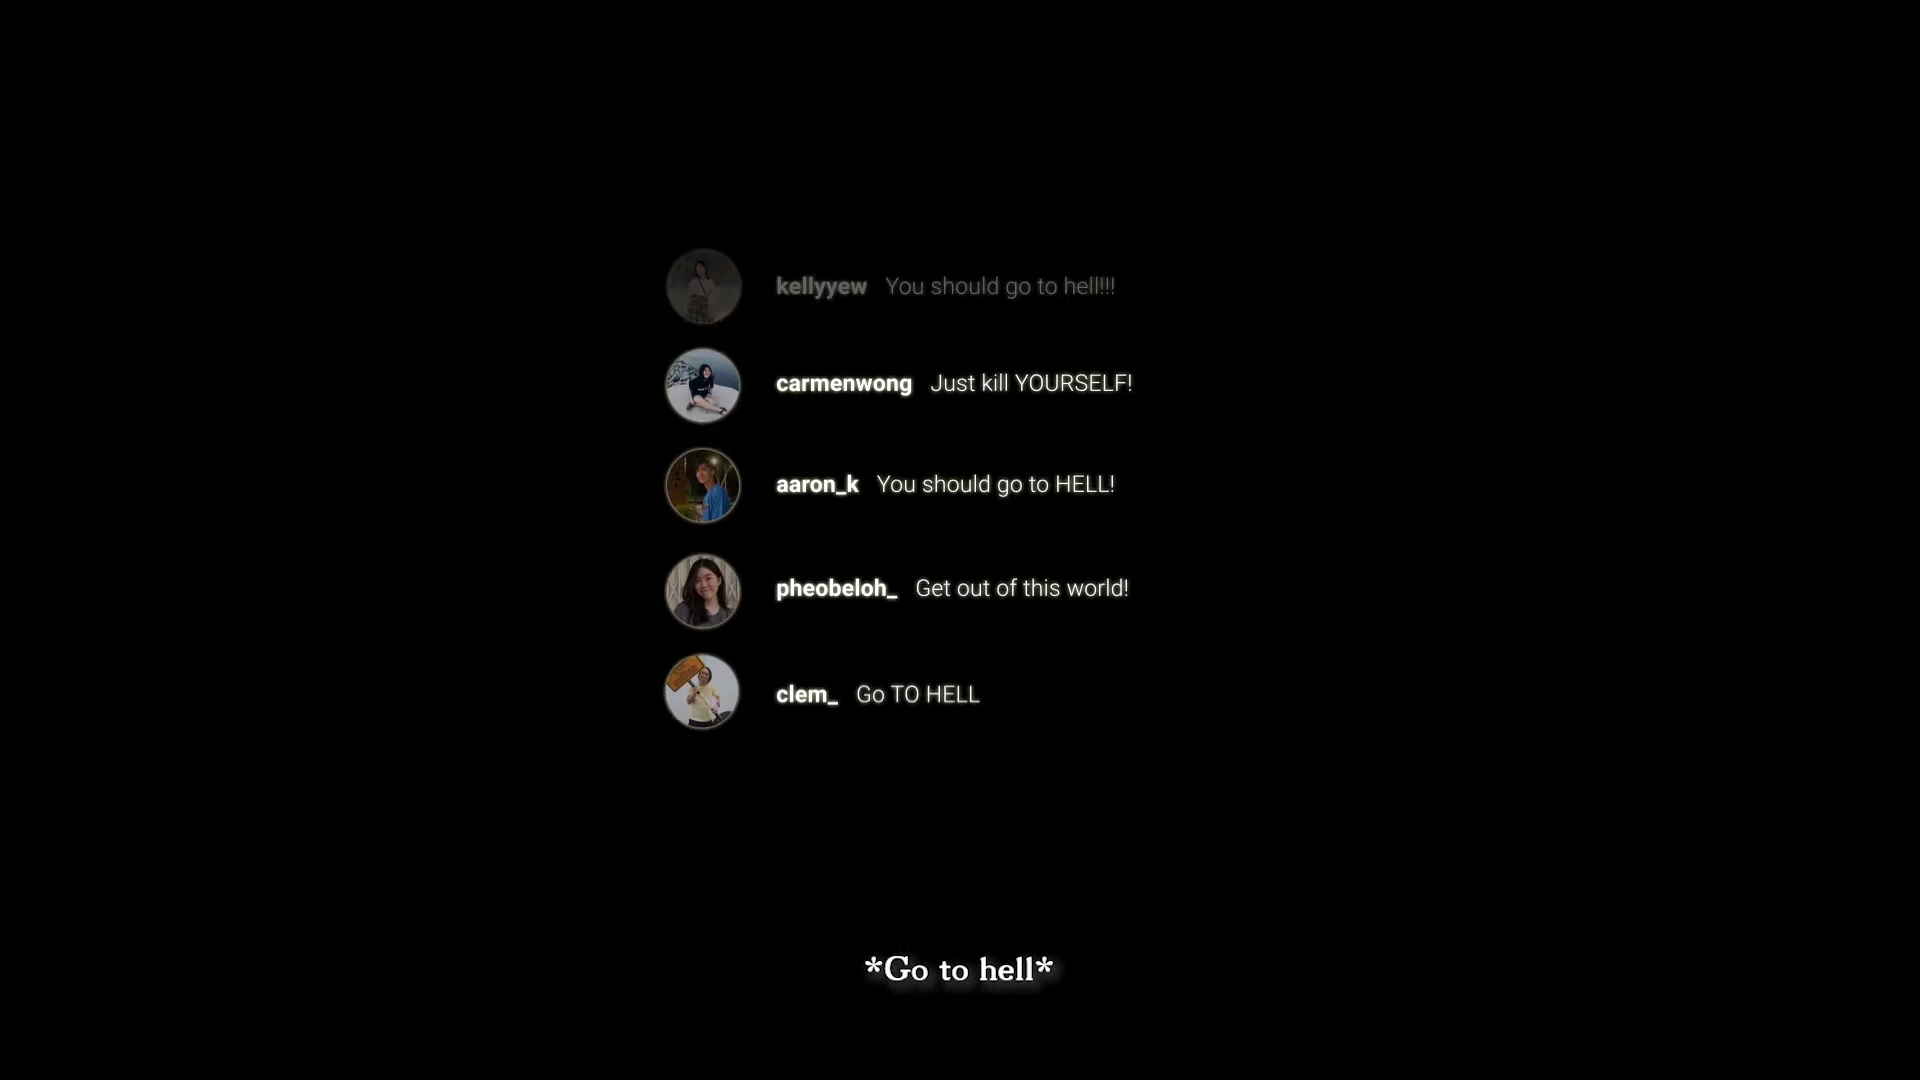 kellyyew You should go to hell!!!
carmenwong Just kill YOURSELF!
aaron_k You should go to HELL!
pheobeloh_ Get out of this world!
clem_ Go TO HELL
*Go to hell*